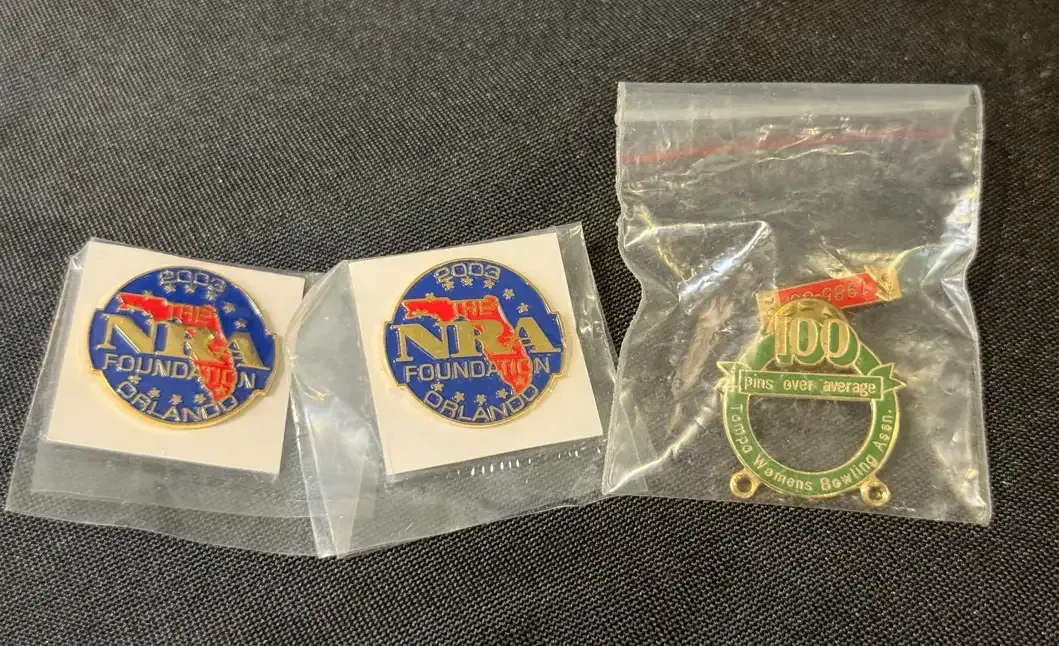 2003
THE
NRA
FOUNDATION
ORLANDO
2003
THE
NRA
FOUNDATION
ORLANDO
100
pins over average
Tampa Womens Bowling Assn.